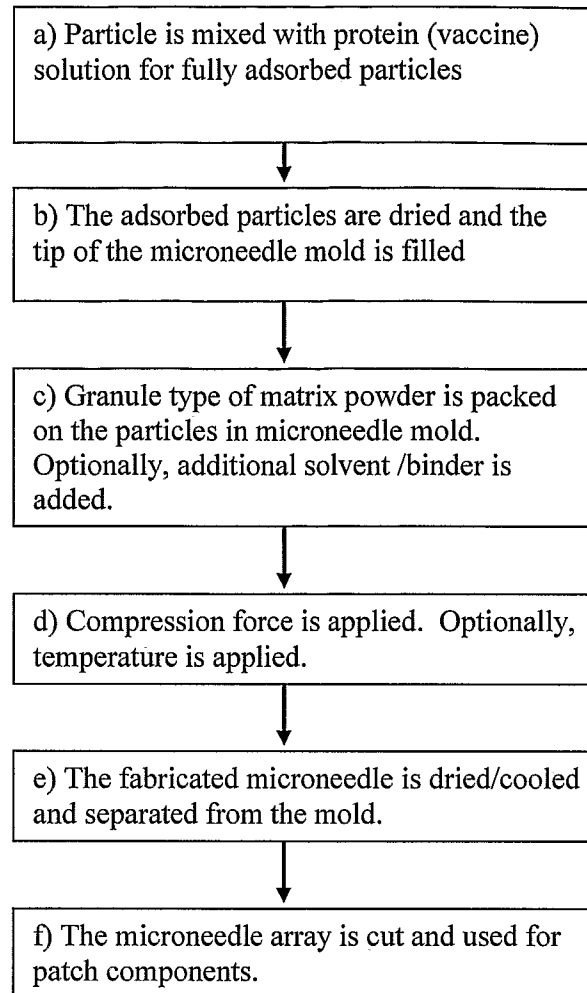 a) Particle is mixed with protein (vaccine)
solution for fully adsorbed particles
b) The adsorbed particles are dried and the
tip of the microneedle mold is filled
c) Granule type of matrix powder is packed
on the particles in microneedle mold.
Optionally, additional solvent /binder is
added.
d) Compression force is applied.  Optionally,
temperature is applied.
e) The fabricated microneedle is dried/cooled
and separated from the mold.
f) The microneedle array is cut and used for
patch components.